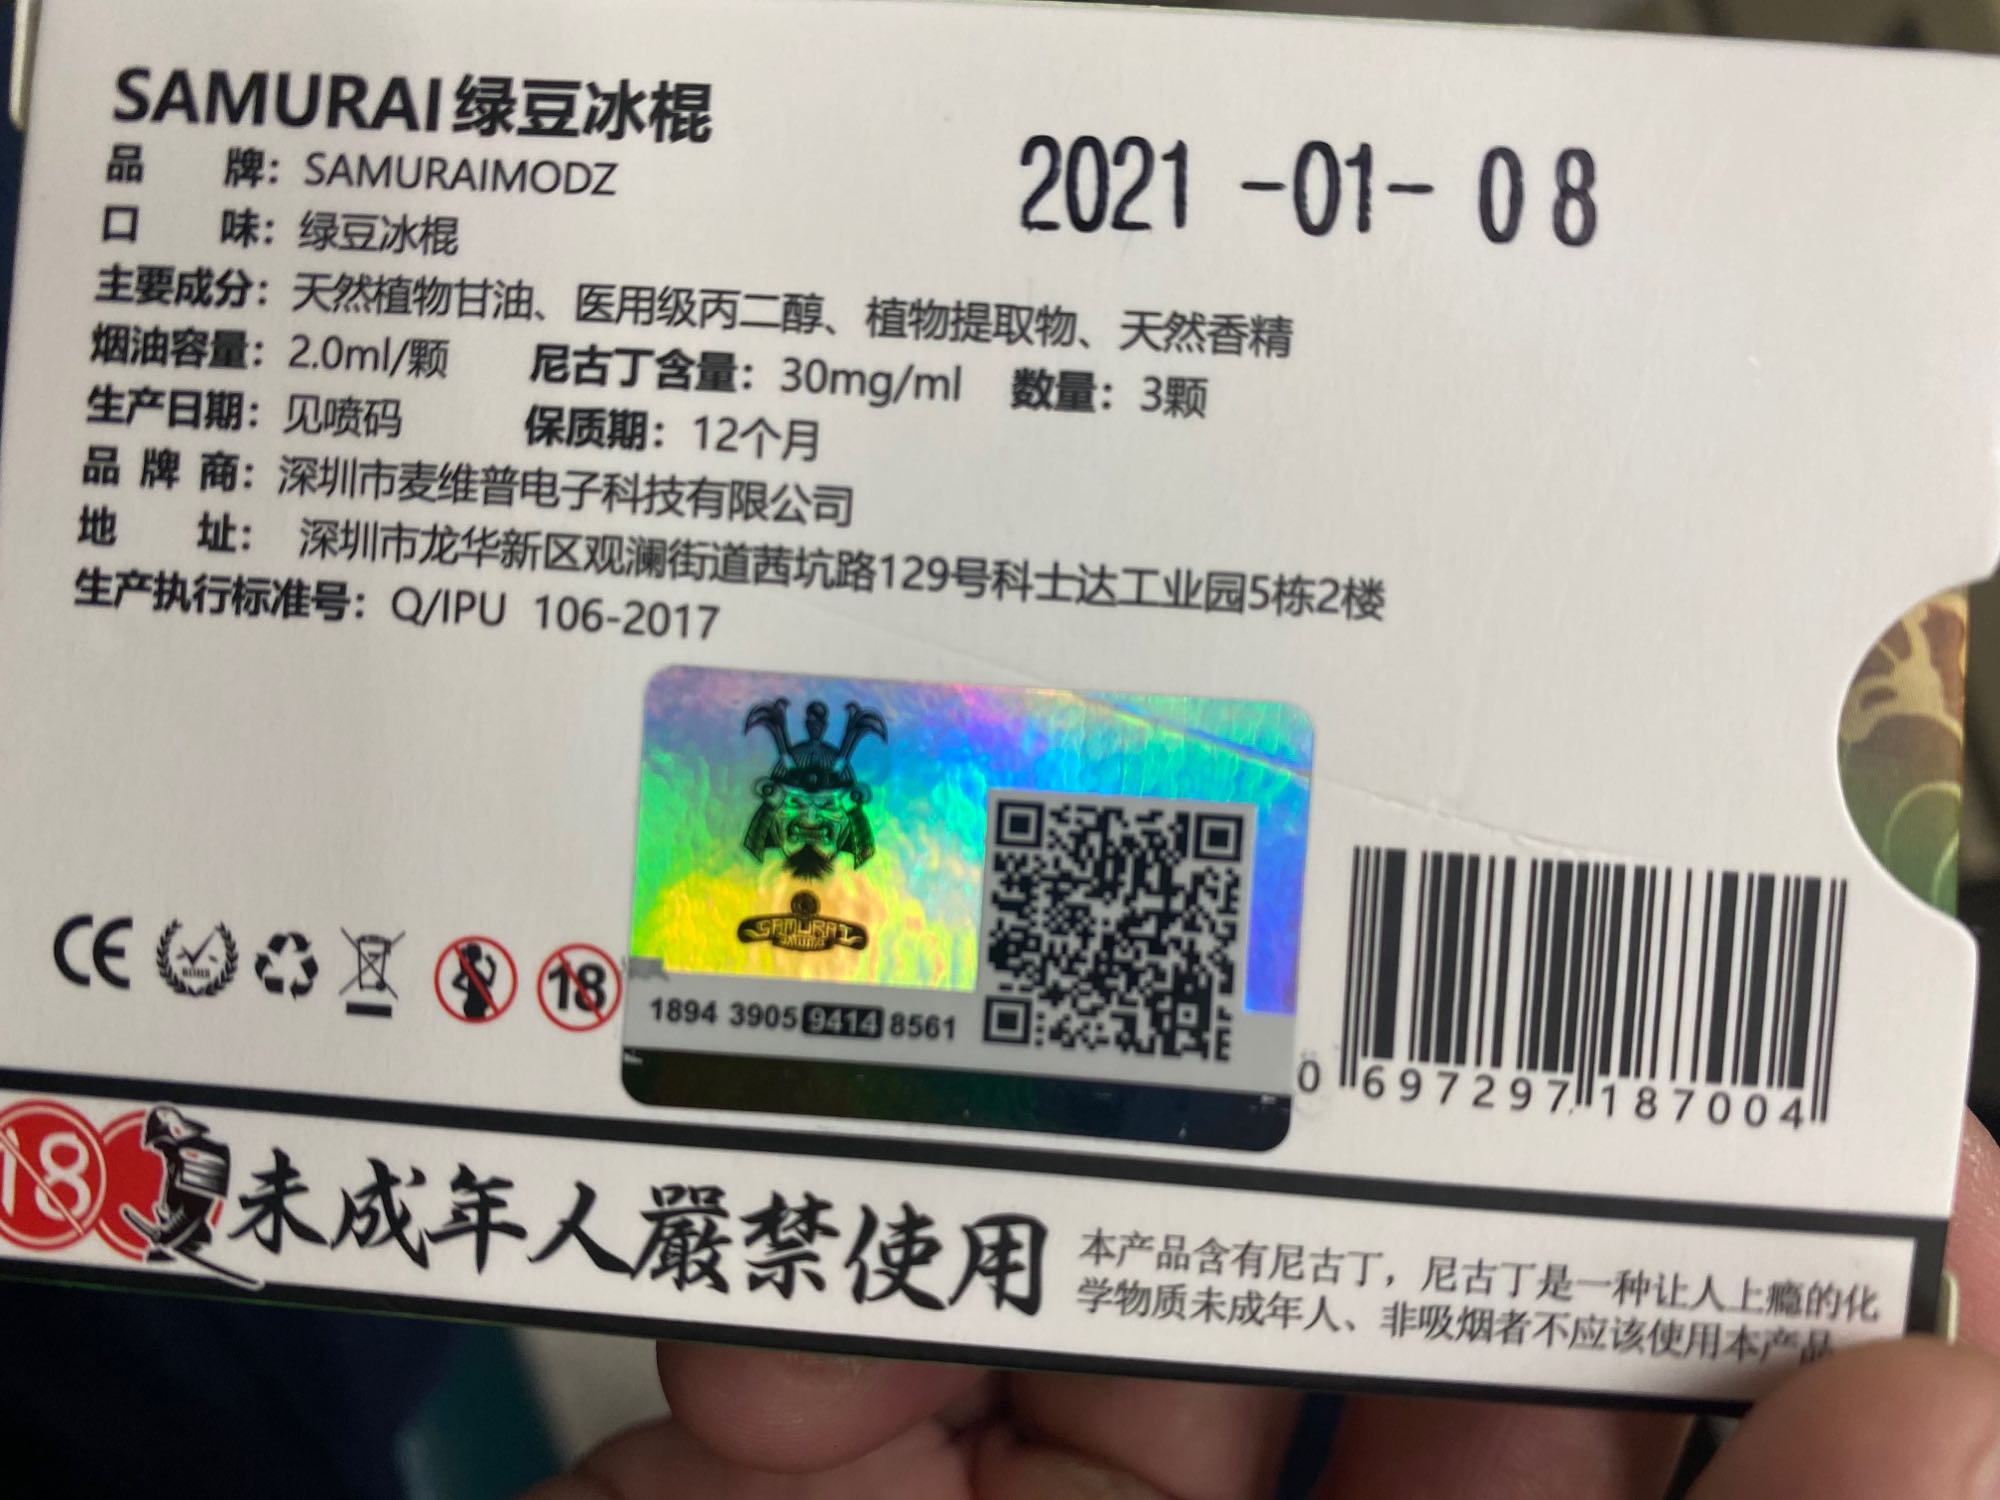 SAMURAI绿豆冰棍
2021-01-08
品 牌：SAMURAIMODZ
口 味：绿豆冰棍
主要成分：天然植物甘油、医用级丙二醇、植物提取物、天然香精
烟油容量：2.0ml/颗 尼古丁含量：30mg/ml 数量：3颗
生产日期：见喷码 保质期：12个月
品 牌 商：深圳市麦维普电子科技有限公司
地 址：深圳市龙华新区观澜街道茜坑路129号科士达工业园5栋2楼
生产执行标准号：Q/IPU 106-2017
SAMURAI
CE
18
1894 3905 9414 8561
0 697297 187004
18
未成年人嚴禁使用
本产品含有尼古丁，尼古丁是一种让人上瘾的化
学物质未成年人、非吸烟者不应该使用本产品